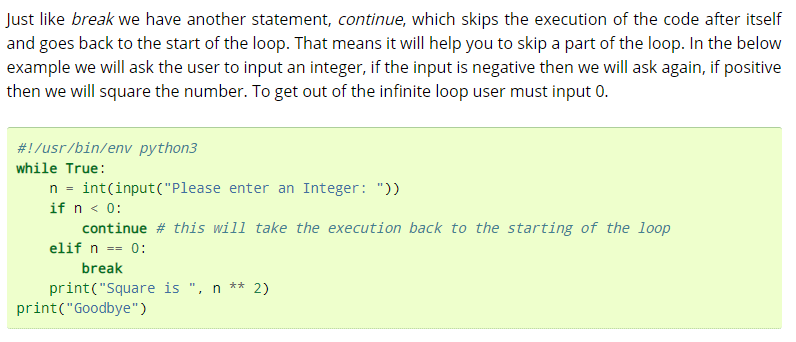 Just like break we have another statement, continue, which skips the execution of the code after itself
and goes back to the start of the loop. That means it will help you to skip a part of the loop. In the below
example we will ask the user to input an integer, if the input is negative then we will ask again, if positive
then we will square the number. To get out of the infinite loop user must input 0.
#!/usr/bin/env python3
while True:
    n = int(input("Please enter an Integer: "))
    if n < 0:
        continue # this will take the execution back to the starting of the loop
    elif n == 0:
        break
    print("Square is ", n ** 2)
print("Goodbye")